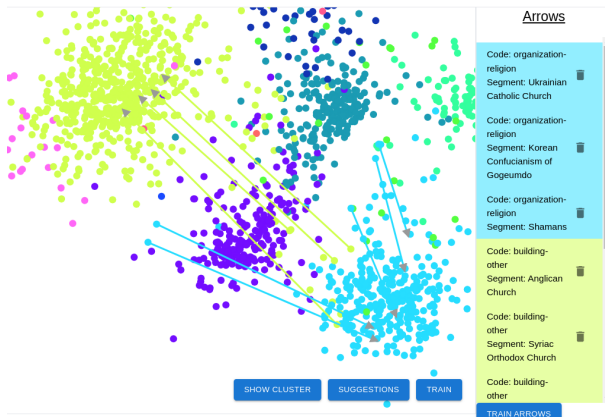 Arrows
Code: organization-
religion
Segment: Ukrainian
Catholic Church
Code: organization-
religion
Segment: Korean
Confucianism of
Gogeumdo
Code: organization-
religion
Segment: Shamans
Code: building-
other
Segment: Anglican
Church
Code: building-
other
Segment: Syriac
Orthodox Church
Code: building-
other
SHOW CLUSTER
SUGGESTIONS
TRAIN
TRAIN ARROWS